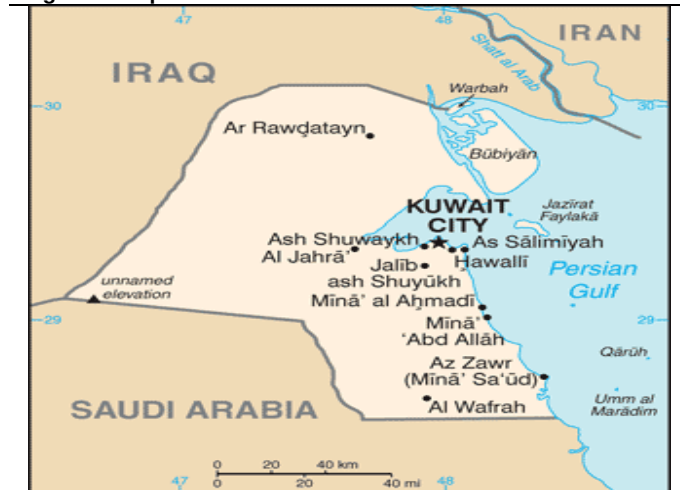 47
48
IRAN
Shatt al Arab
IRAQ
Warbah
30
30
Ar Rawḑatayn
Būbiyān
KUWAIT
CITY
Jazīrat
Faylakā
Ash Shuwaykh
As Sālimīyah
Al Jahrā'
Ḩawallī
Jalīb
ash Shuyūkh
Persian
Gulf
unnamed
elevation
Mīnā' al Aḩmadī
29
29
Mīnā'
'Abd Allāh
Qārūh
Az Zawr
(Mīnā' Sa'ūd)
Umm al
Marādim
SAUDI ARABIA
Al Wafrah
0 20 40 km
0 20 40 mi
47
48